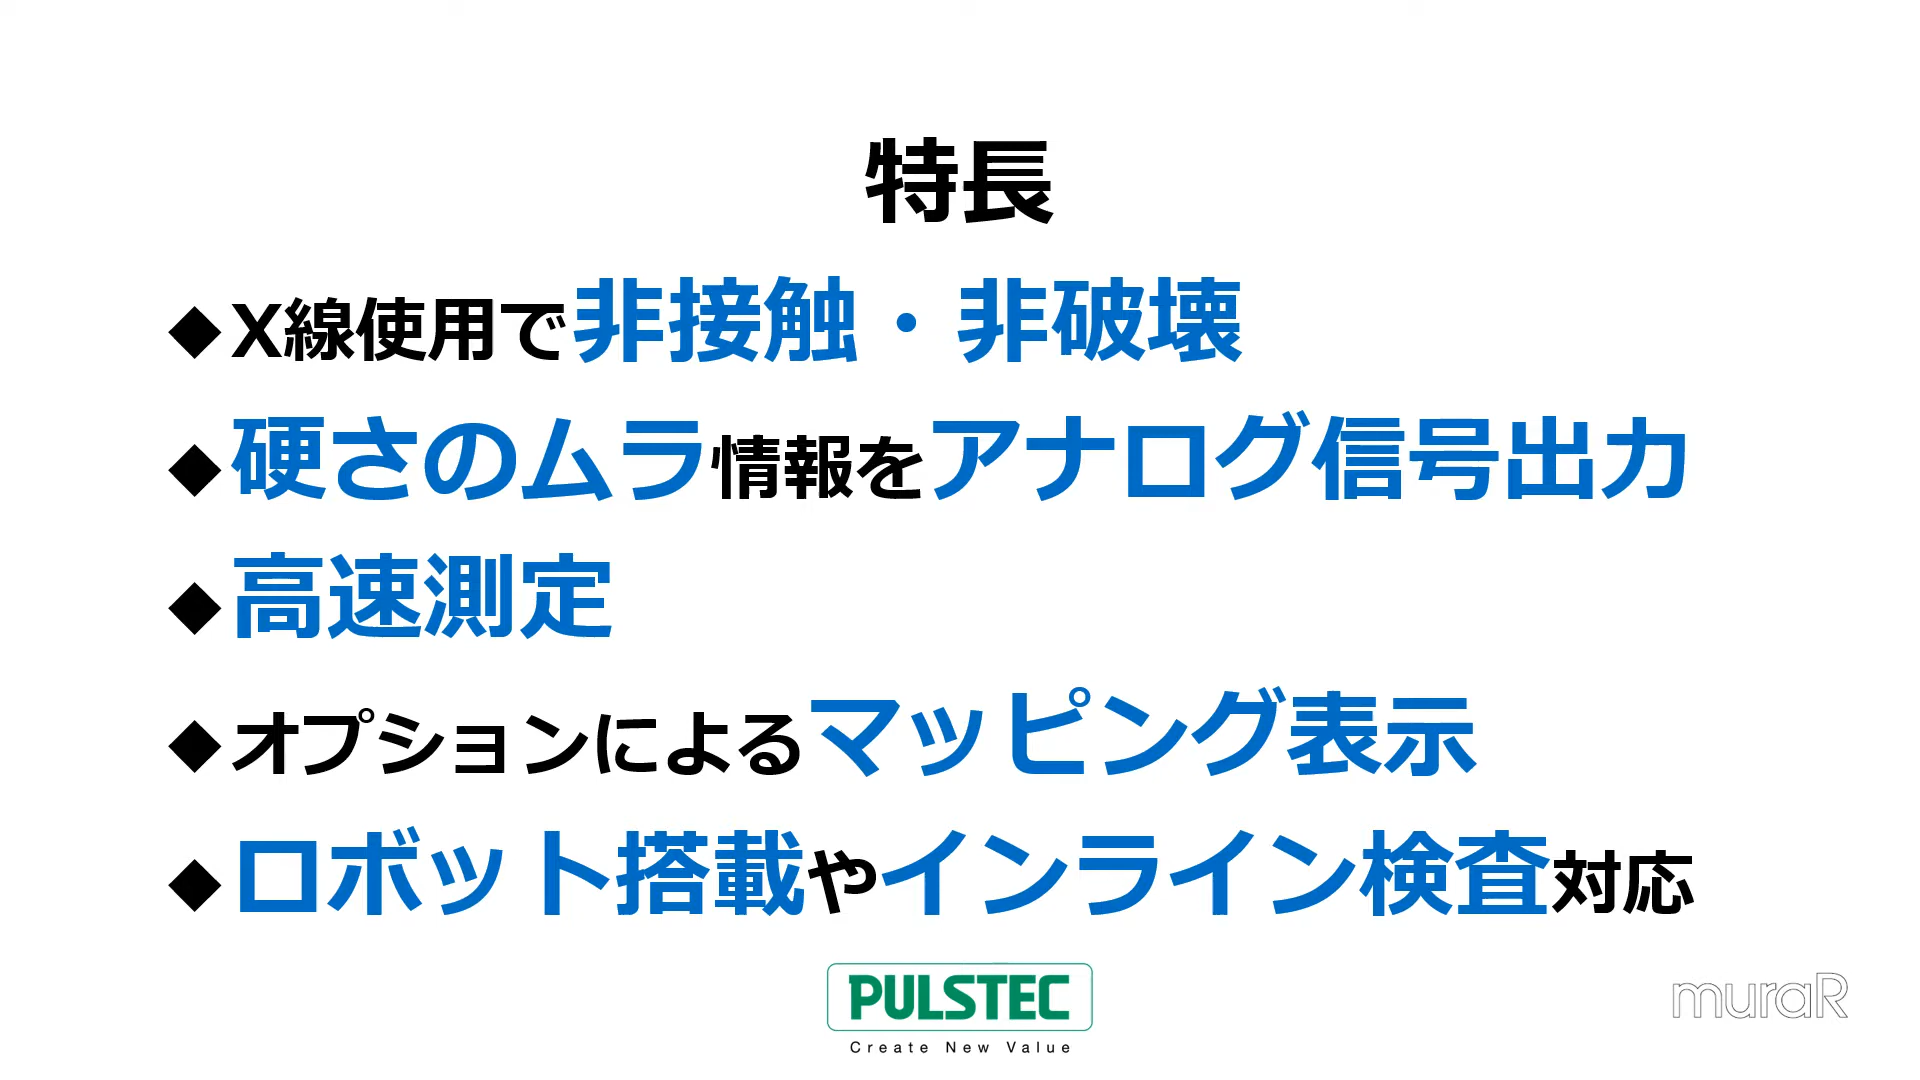 特長
◆X線使用で非接触・非破壊
◆硬さのムラ情報をアナログ信号出力
◆高速測定
◆オプションによるマッピング表示
◆ロボット搭載やインライン検査対応
PULSTEC
Create New Value
muraR